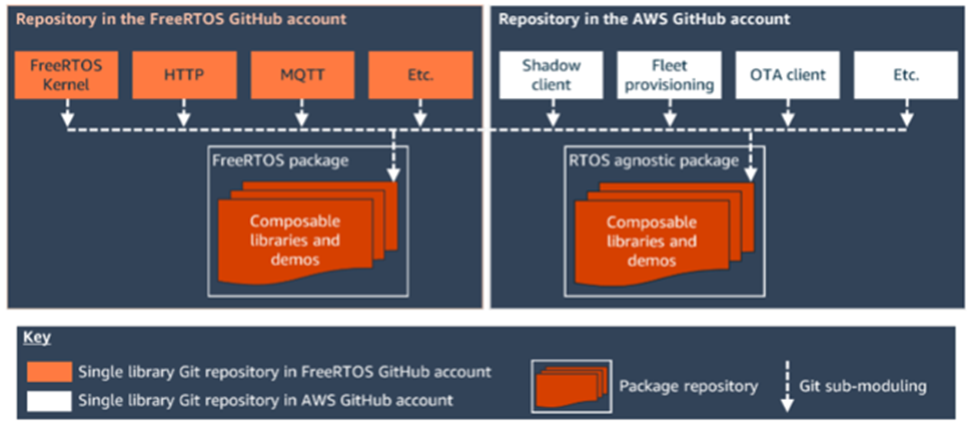 Repository in the FreeRTOS GitHub account
FreeRTOS
Kernel
HTTP
MQTT
Etc.
FreeRTOS package
Composable
libraries and
demos
Repository in the AWS GitHub account
Shadow
client
Fleet
provisioning
OTA client
Etc.
RTOS agnostic package
Composable
libraries and
demos
Key
Single library Git repository in FreeRTOS GitHub account
Single library Git repository in AWS GitHub account
Package repository
Git sub-moduling